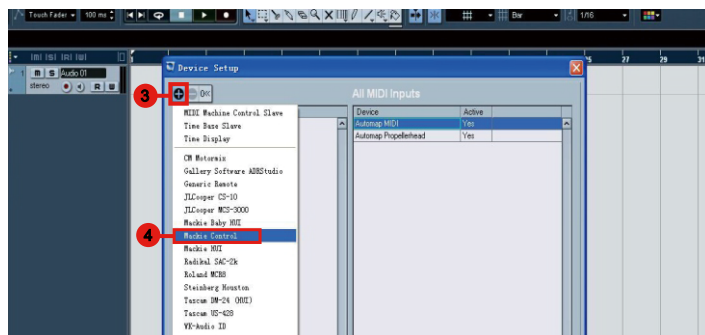 Touch Fader 100 ms Bar 1/16
25 27 29 31
Device Setup
1 M S Audio 01
stereo R W
3
All MIDI Inputs
Device Active
Automap MIDI Yes
Automap Propellerhead Yes
MIDI Machine Control Slave
Time Base Slave
Time Display
CM Motormix
Gallery Software ADRStudio
Generic Remote
JLCooper CS-10
JLCooper MCS-3000
Mackie Baby HUI
4 Mackie Control
Mackie HUI
Radikal SAC-2k
Roland MCR8
Steinberg Houston
Tascam DM-24 (HUI)
Tascam US-428
VK-Audio ID